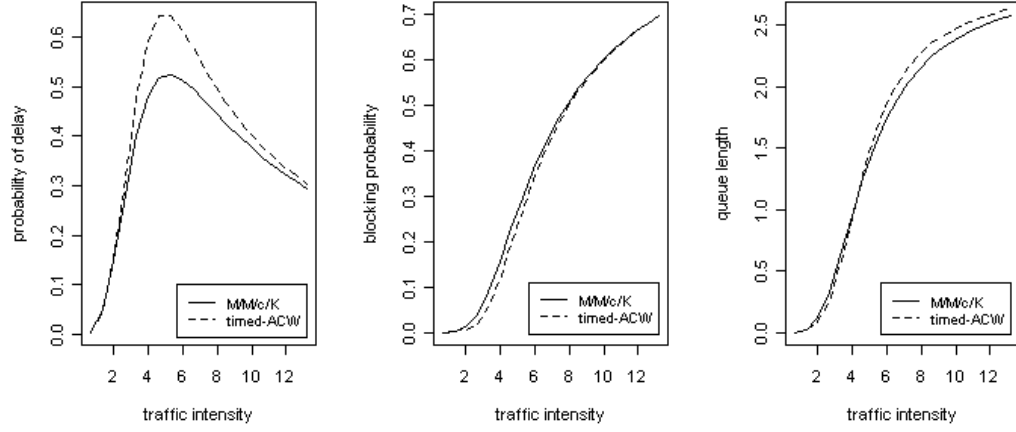 probability of delay
0.0 0.1 0.2 0.3 0.4 0.5 0.6
M/M/c/K
timed-ACW
2 4 6 8 10 12
traffic intensity
blocking probability
0.0 0.1 0.2 0.3 0.4 0.5 0.6 0.7
M/M/c/K
timed-ACW
2 4 6 8 10 12
traffic intensity
queue length
0.0 0.5 1.0 1.5 2.0 2.5
M/M/c/K
timed-ACW
2 4 6 8 10 12
traffic intensity